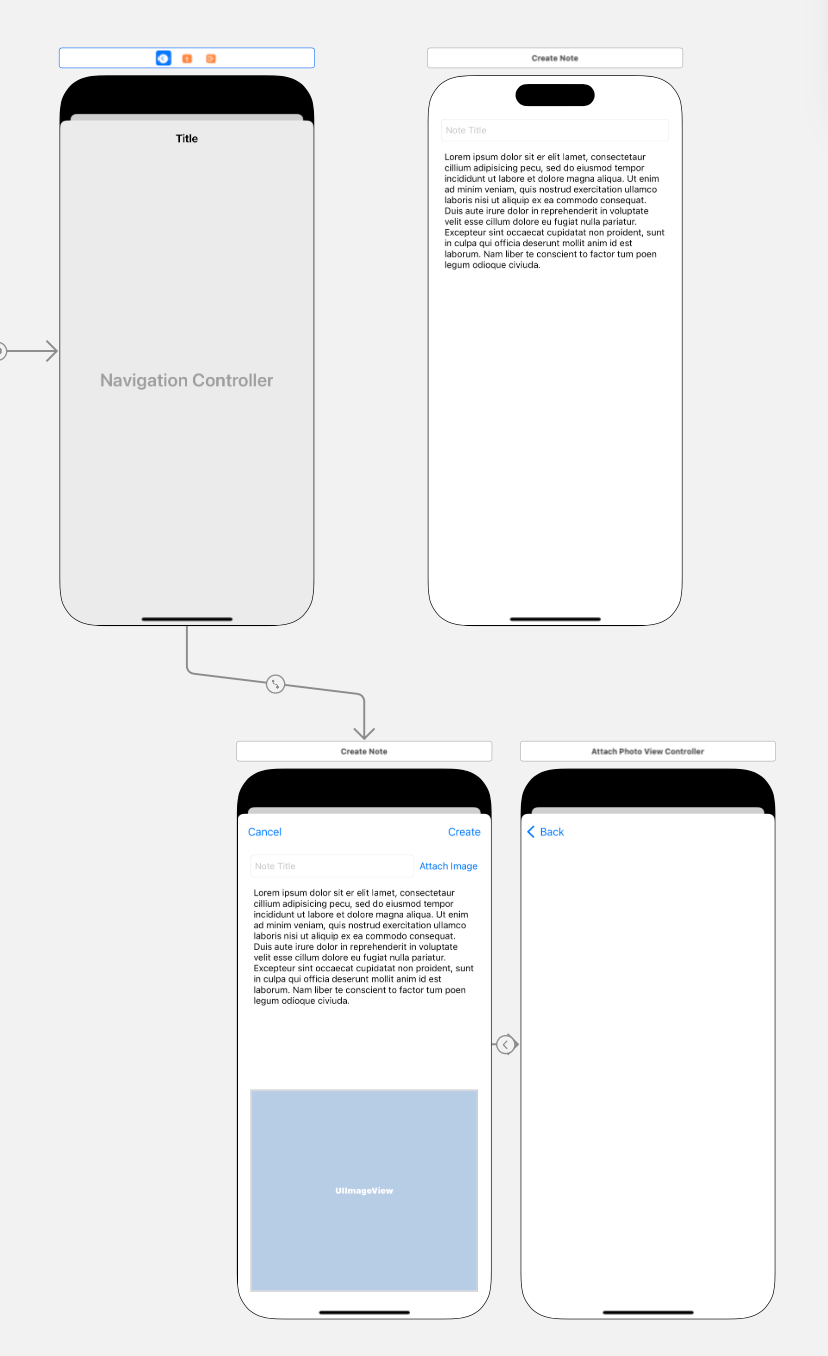 Create Note
Title
Note Title
Lorem ipsum dolor sit er elit lamet, consectetaur
cillium adipisicing pecu, sed do eiusmod tempor
incididunt ut labore et dolore magna aliqua. Ut enim
ad minim veniam, quis nostrud exercitation ullamco
laboris nisi ut aliquip ex ea commodo consequat.
Duis aute irure dolor in reprehenderit in voluptate
velit esse cillum dolore eu fugiat nulla pariatur.
Excepteur sint occaecat cupidatat non proident, sunt
in culpa qui officia deserunt mollit anim id est
laborum. Nam liber te conscient to factor tum poen
legum odioque civiuda.
Navigation Controller
Create Note
Cancel
Create
Note Title
Attach Image
Lorem ipsum dolor sit er elit lamet, consectetaur
cillium adipisicing pecu, sed do eiusmod tempor
incididunt ut labore et dolore magna aliqua. Ut enim
ad minim veniam, quis nostrud exercitation ullamco
laboris nisi ut aliquip ex ea commodo consequat.
Duis aute irure dolor in reprehenderit in voluptate
velit esse cillum dolore eu fugiat nulla pariatur.
Excepteur sint occaecat cupidatat non proident, sunt
in culpa qui officia deserunt mollit anim id est
laborum. Nam liber te conscient to factor tum poen
legum odioque civiuda.
UIImageView
Attach Photo View Controller
Back